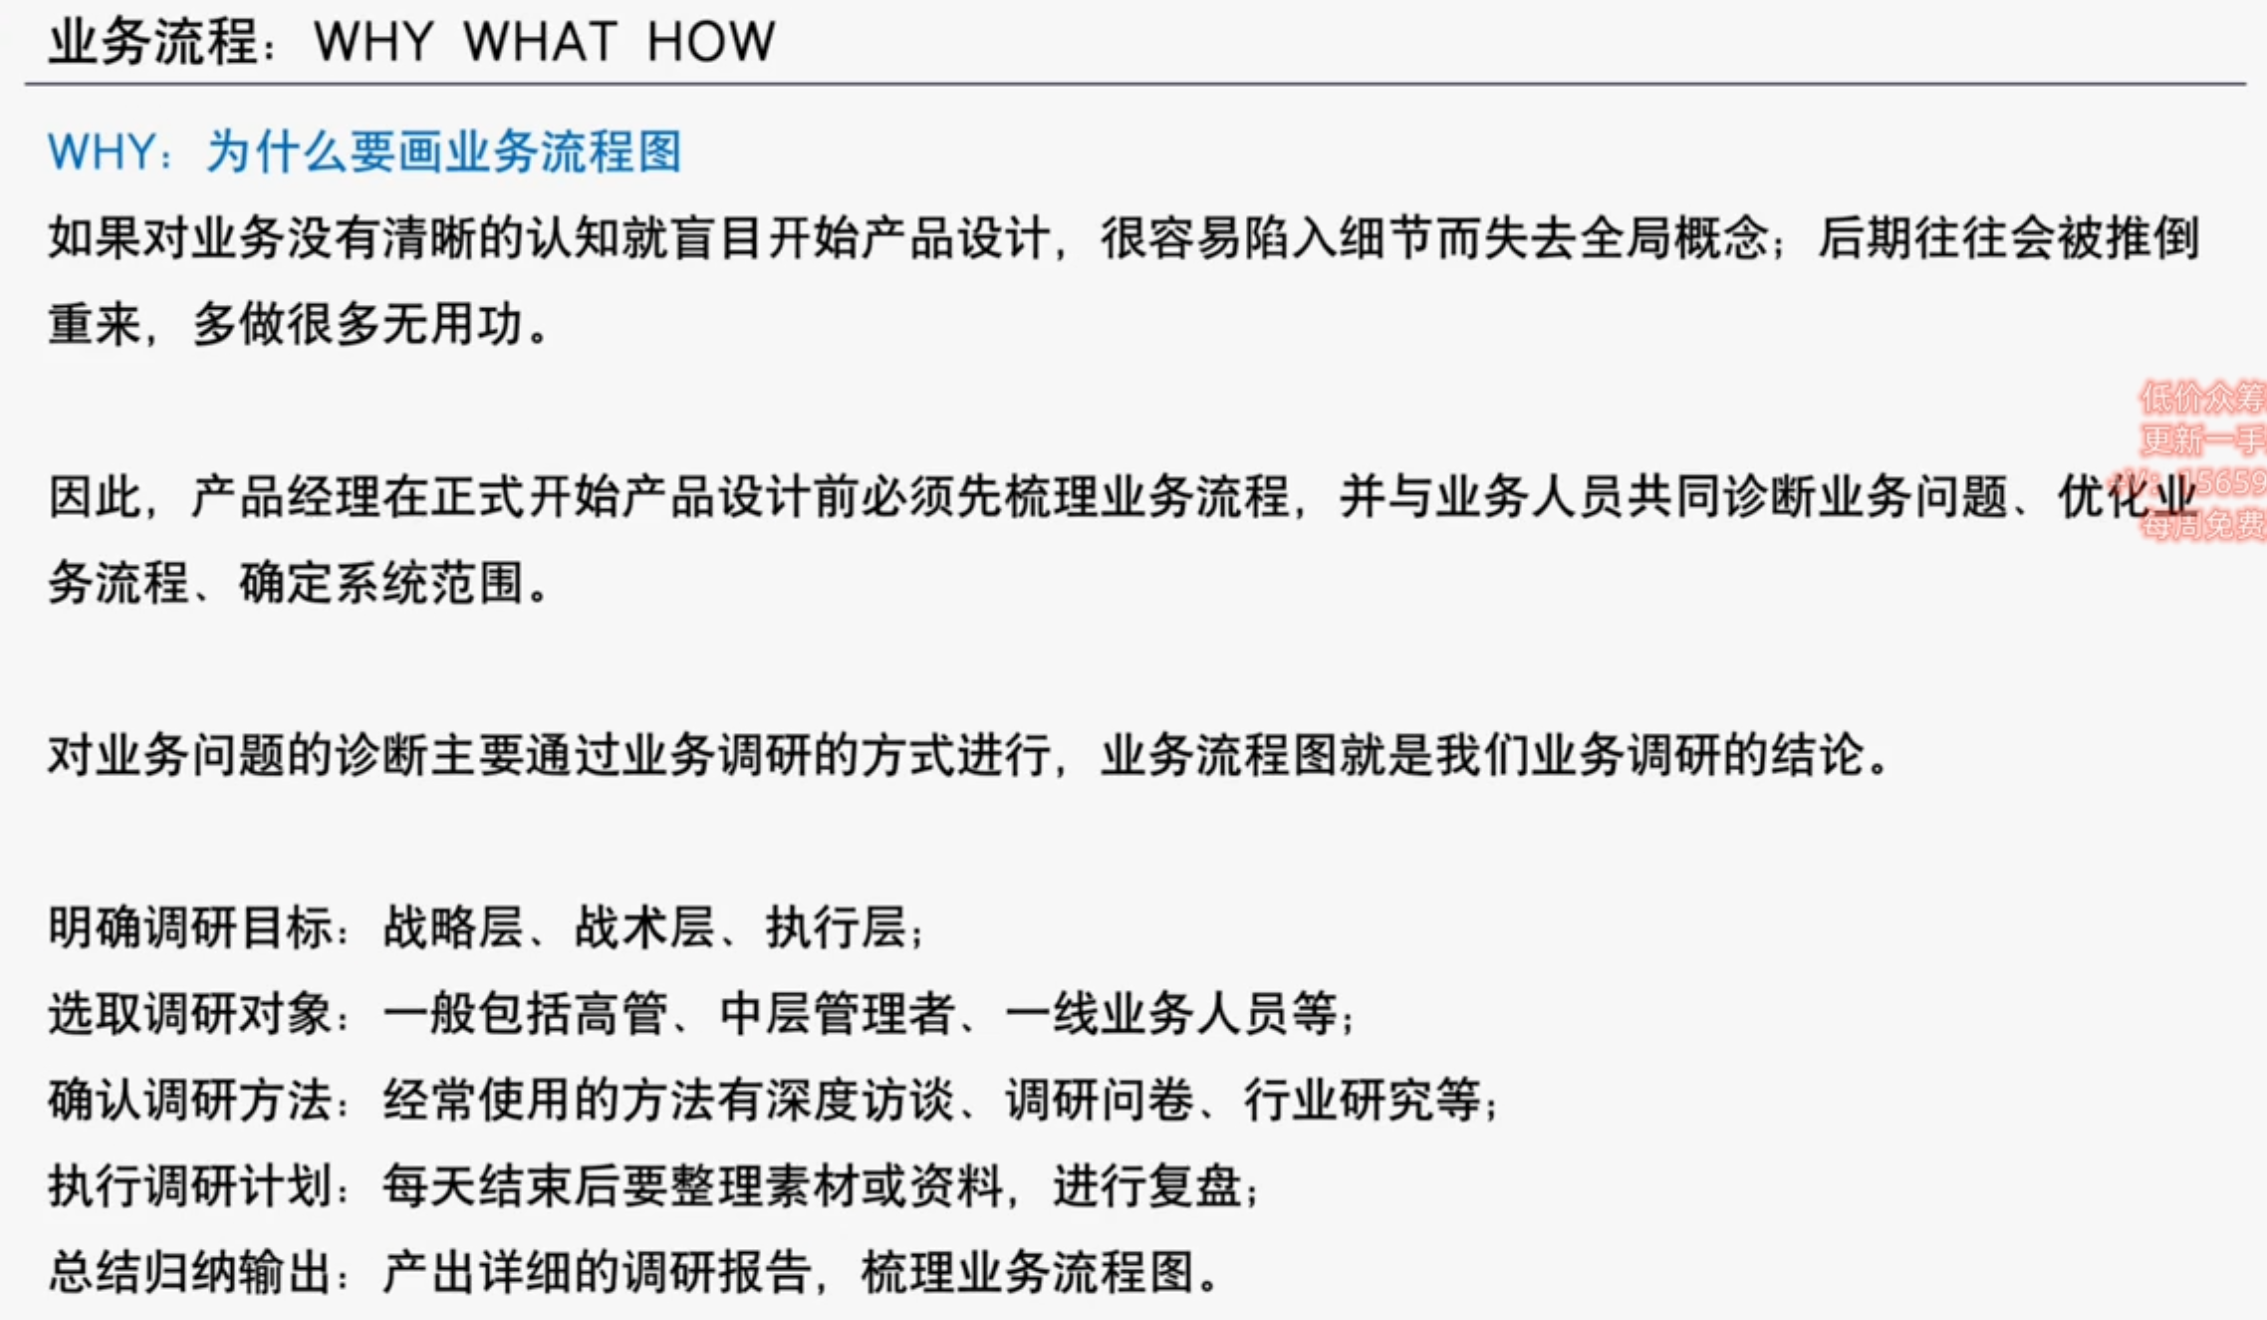 业务流程：WHY WHAT HOW
WHY：为什么要画业务流程图
如果对业务没有清晰的认知就盲目开始产品设计，很容易陷入细节而失去全局概念；后期往往会被推倒
重来，多做很多无用功。
低价众筹
更新一手
因此，产品经理在正式开始产品设计前必须先梳理业务流程，并与业务人员共同诊断业务问题、优化业
15659
每周免费
务流程、确定系统范围。
对业务问题的诊断主要通过业务调研的方式进行，业务流程图就是我们业务调研的结论。
明确调研目标：战略层、战术层、执行层；
选取调研对象：一般包括高管、中层管理者、一线业务人员等；
确认调研方法：经常使用的方法有深度访谈、调研问卷、行业研究等；
执行调研计划：每天结束后要整理素材或资料，进行复盘；
总结归纳输出：产出详细的调研报告，梳理业务流程图。